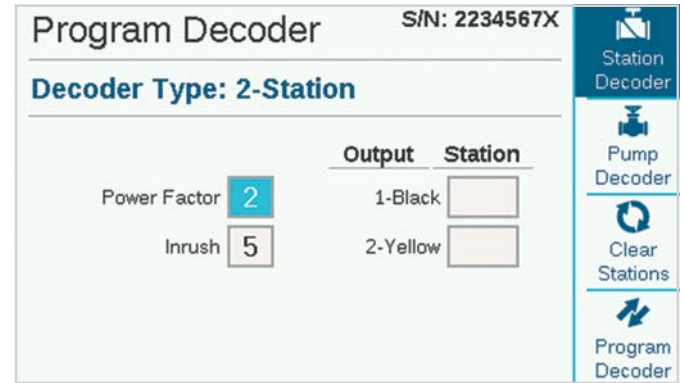 Program Decoder
S/N: 2234567X
Decoder Type: 2-Station
Output Station
Power Factor 2 1-Black
Inrush 5 2-Yellow
Station
Decoder
Pump
Decoder
Clear
Stations
Program
Decoder